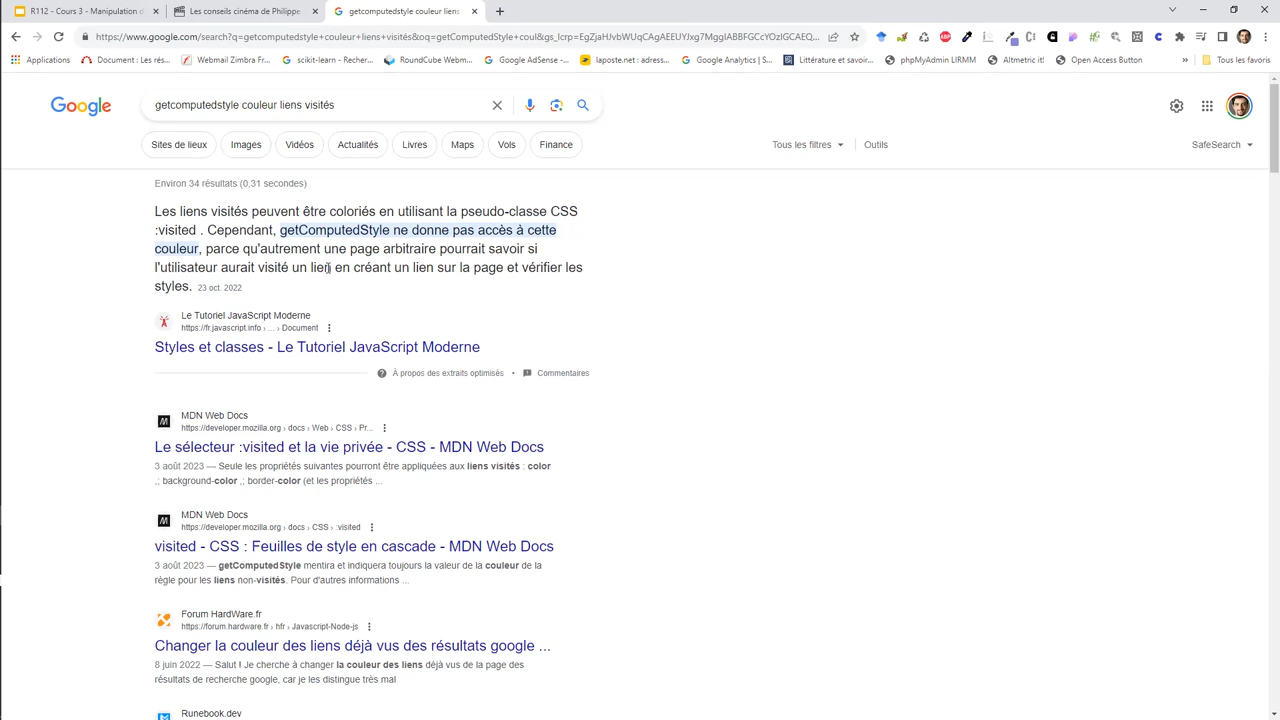 R112 - Cours 3 - Manipulation d
Les conseils cinéma de Philippe
getcomputedstyle couleur liens
https://www.google.com/search?q=getcomputedstyle+couleur+liens+visités&oq=getComputedStyle+coul&gs_lcrp=
Applications
Document : Les rés...
Webmail Zimbra Fr...
scikit-learn - Recher...
RoundCube Webm...
Google AdSense -...
laposte.net : adress...
Google Analytics | S...
Littérature et savoir...
phpMyAdmin LIRMM
Altmetric it!
Open Access Button
»
Tous les favoris
Google
getcomputedstyle couleur liens visités
Sites de lieux
Images
Vidéos
Actualités
Livres
Maps
Vols
Finance
Tous les filtres
Outils
SafeSearch
Environ 34 résultats (0,31 secondes)
Les liens visités peuvent être coloriés en utilisant la pseudo-classe CSS
:visited . Cependant, getComputedStyle ne donne pas accès à cette
couleur, parce qu'autrement une page arbitraire pourrait savoir si
l'utilisateur aurait visité un lien en créant un lien sur la page et vérifier les
styles. 23 oct. 2022
Le Tutoriel JavaScript Moderne
https://fr.javascript.info › ... › Document
Styles et classes - Le Tutoriel JavaScript Moderne
À propos des extraits optimisés • Commentaires
MDN Web Docs
https://developer.mozilla.org › docs › Web › CSS › Pr...
Le sélecteur :visited et la vie privée - CSS - MDN Web Docs
3 août 2023 — Seule les propriétés suivantes pourront être appliquées aux liens visités : color
,; background-color ,; border-color (et les propriétés ...
MDN Web Docs
https://developer.mozilla.org › docs › CSS › :visited
visited - CSS : Feuilles de style en cascade - MDN Web Docs
3 août 2023 — getComputedStyle mentira et indiquera toujours la valeur de la couleur de la
règle pour les liens non-visités. Pour d'autres informations ...
Forum HardWare.fr
https://forum.hardware.fr › hfr › Javascript-Node-js
Changer la couleur des liens déjà vus des résultats google ...
8 juin 2022 — Salut ! Je cherche à changer la couleur des liens déjà vus de la page des
résultats de recherche google, car je les distingue très mal
Runebook.dev